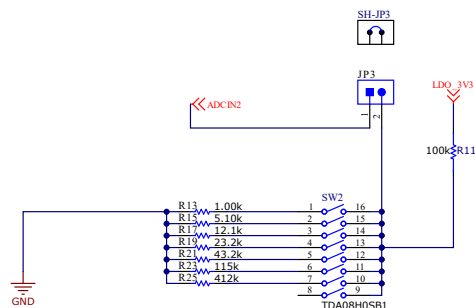 SH-JP3
JP3
LDO_3V3
ADCIN2
1
2
100k R11
SW2
R13 1.00k 1 16
R15 5.10k 2 15
R17 12.1k 3 14
R19 23.2k 4 13
R21 43.2k 5 12
R23 115k 6 11
R25 412k 7 10
8 9
TDA08H0SB1
GND